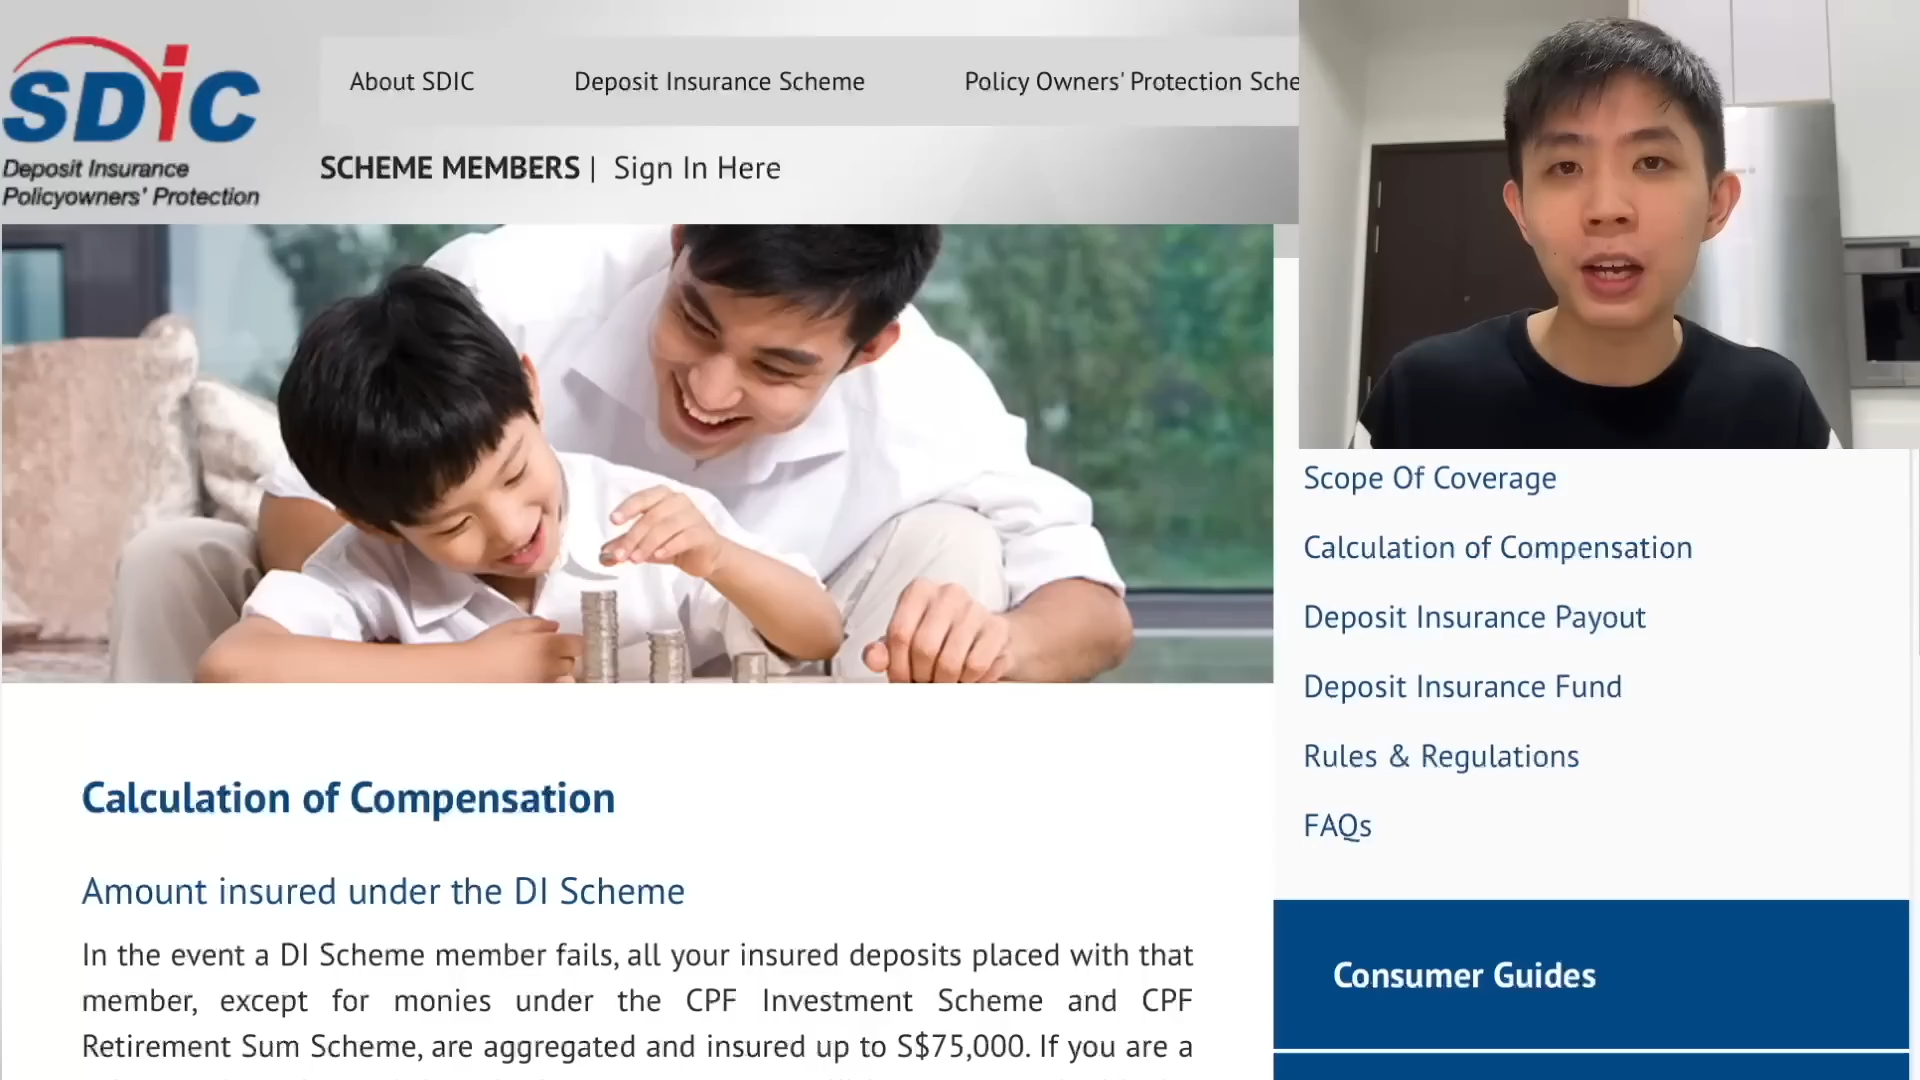 SDiC
Deposit Insurance
Policyowners' Protection
About SDIC
Deposit Insurance Scheme
Policy Owners' Protection Sche
SCHEME MEMBERS | Sign In Here
Scope Of Coverage
Calculation of Compensation
Deposit Insurance Payout
Deposit Insurance Fund
Rules & Regulations
FAQs
Consumer Guides
Calculation of Compensation
Amount insured under the DI Scheme
In the event a DI Scheme member fails, all your insured deposits placed with that
member, except for monies under the CPF Investment Scheme and CPF
Retirement Sum Scheme, are aggregated and insured up to S$75,000. If you are a